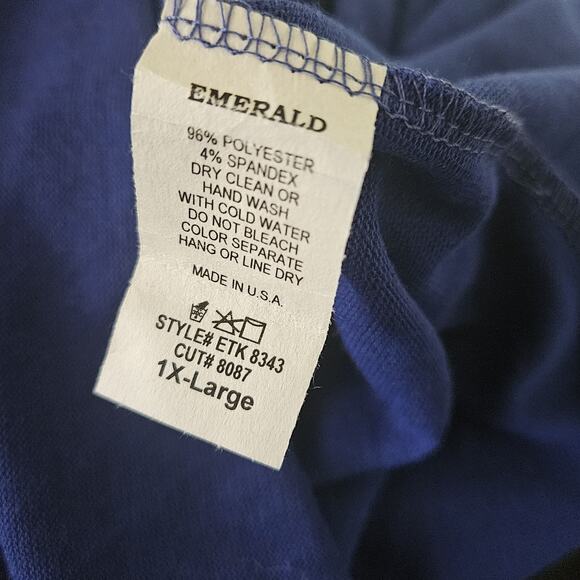 EMERALD
96% POLYESTER
4% SPANDEX
DRY CLEAN OR
HAND WASH
WITH COLD WATER
DO NOT BLEACH
COLOR SEPARATE
HANG OR LINE DRY
MADE IN U.S.A.
STYLE# ETK 8343
CUT# 8087
1X-Large